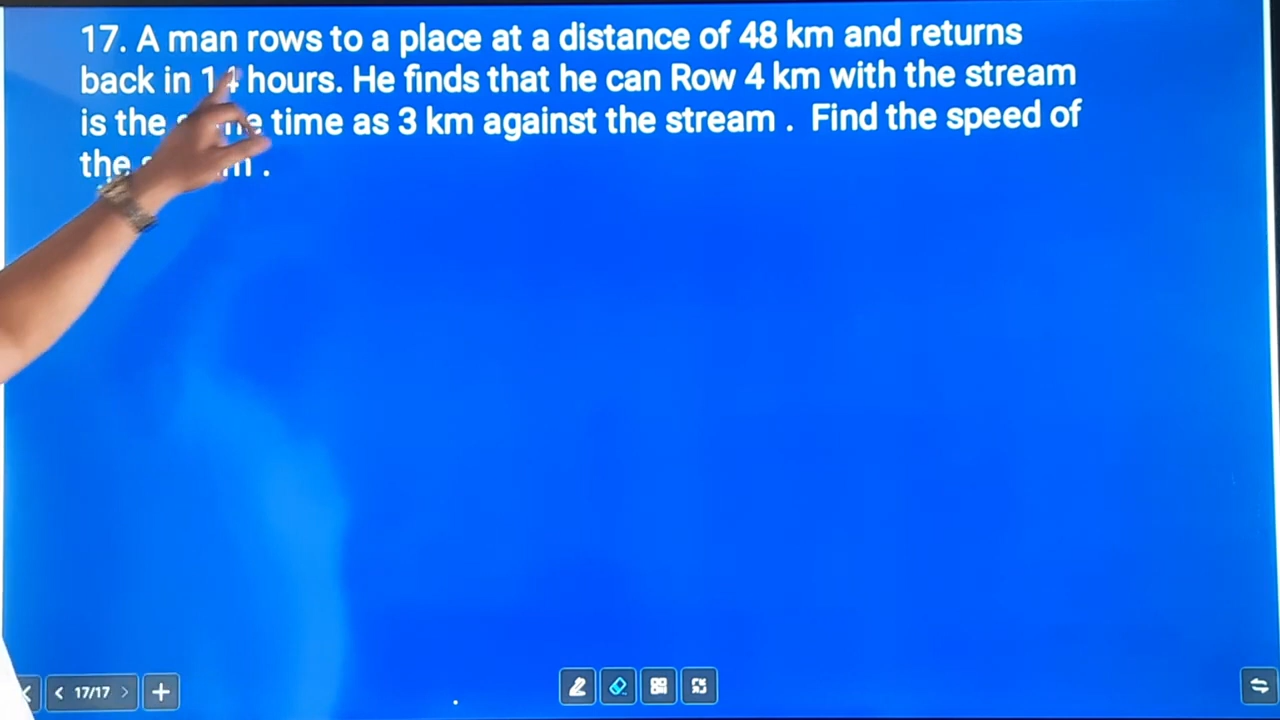 17. A man rows to a place at a distance of 48 km and returns
back in 14 hours. He finds that he can Row 4 km with the stream
is the time as 3 km against the stream . Find the speed of
the .
17/17